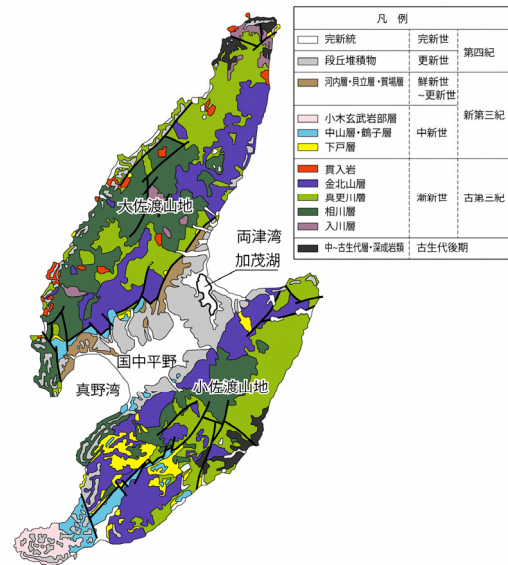 凡 例
完新統 完新世 第四紀
段丘堆積物 更新世
河内層・貝立層・質場層 鮮新世～更新世 新第三紀
小木玄武岩部層 中新世
中山層・鶴子層
下戸層
貫入岩 漸新世 古第三紀
金北山層
真更川層
相川層
入川層
中~古生代層・深成岩類 古生代後期
大佐渡山地
両津湾
加茂湖
国中平野
真野湾
小佐渡山地